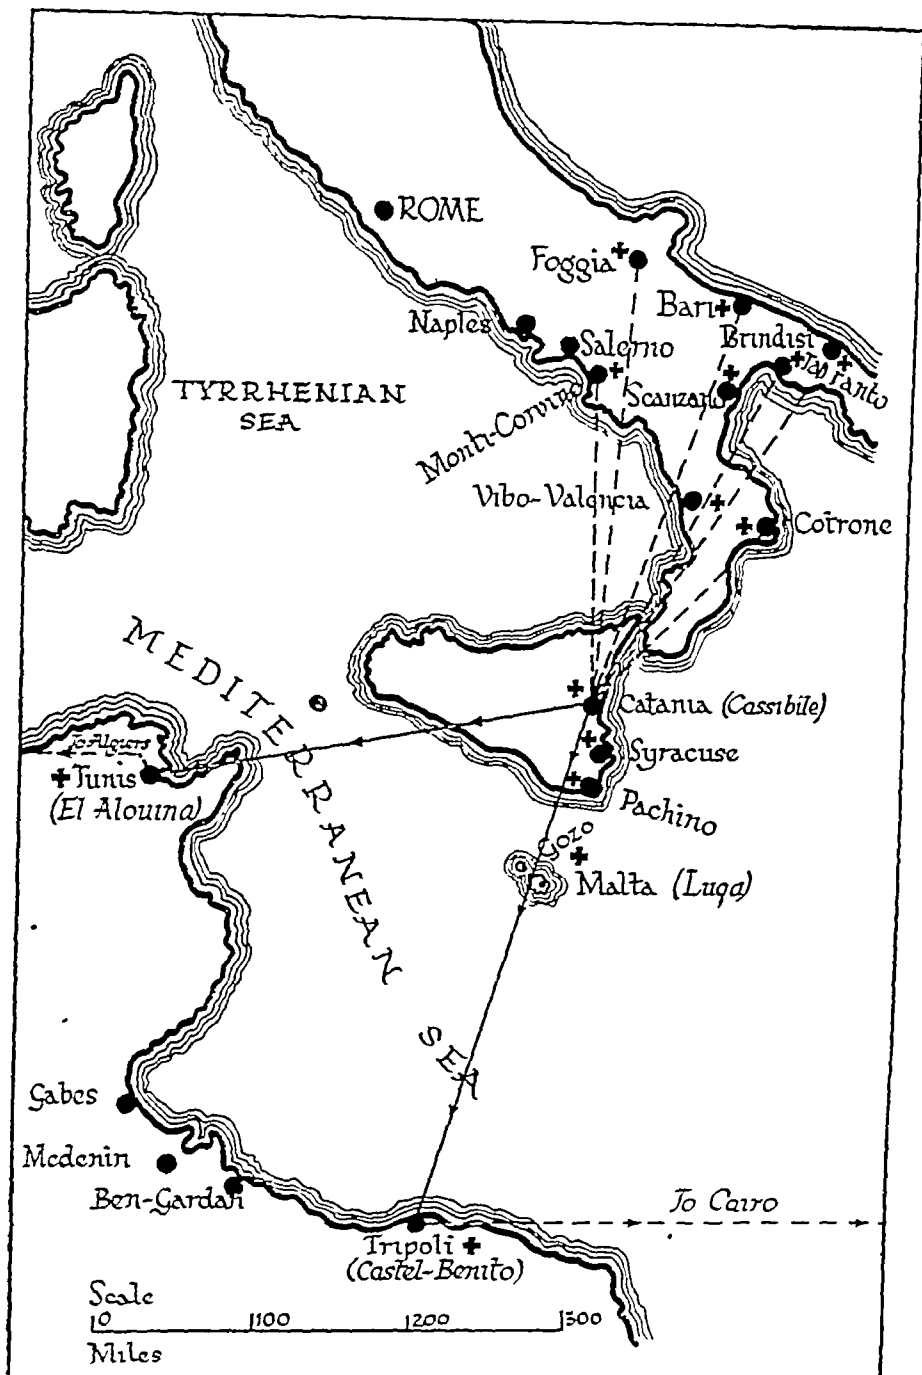 ROME
Foggia
Bari
Naples
Brindisi
Salerno
Taranto
Scanzano
TYRRHENIAN
SEA
Monti-Corvino
Vibo-Valencia
Cotrone
MEDITERRANEAN SEA
Catania (Cassibile)
To Algiers
Syracuse
Tunis
(El Alouina)
Pachino
Gozo
Malta (Luqa)
Gabes
Medenin
Ben-Gardan
To Cairo
Tripoli
(Castel-Benito)
Scale
0 100 200 300
Miles